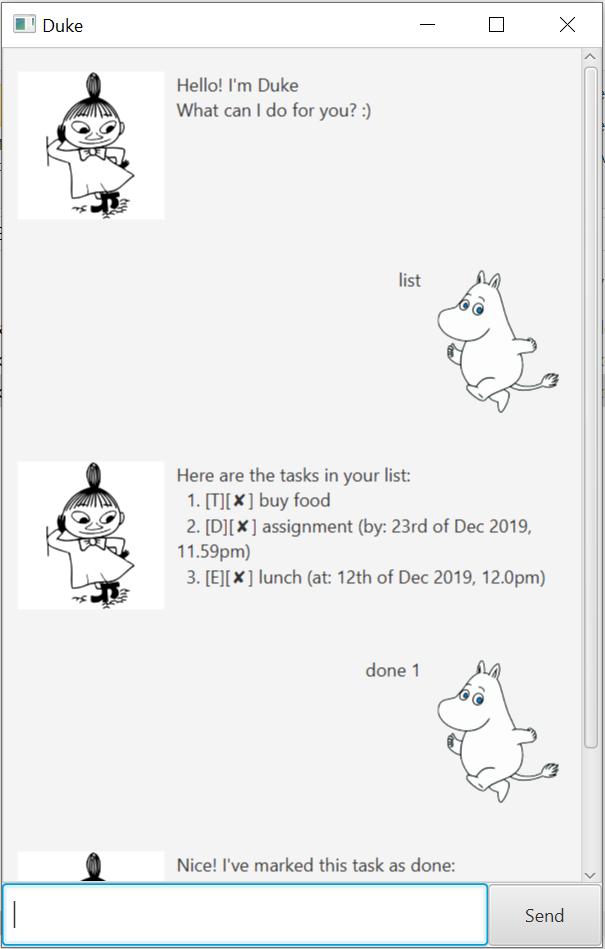 Duke
Hello! I'm Duke
What can I do for you? :)
list
Here are the tasks in your list:
1. [T][✘] buy food
2. [D][✘] assignment (by: 23rd of Dec 2019,
11.59pm)
3. [E][✘] lunch (at: 12th of Dec 2019, 12.0pm)
done 1
Nice! I've marked this task as done:
Send